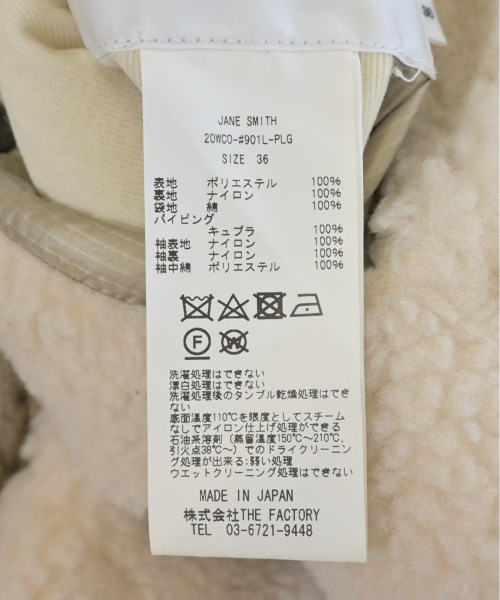 JANE SMITH
20WCO-#901L-PLG
SIZE 36
表地 ポリエステル 100%
裏地 ナイロン 100%
袋地 綿 100%
パイピング
キュプラ 100%
袖表地 ナイロン 100%
袖裏 ナイロン 100%
袖中綿 ポリエステル 100%
F W
洗濯処理はできない
漂白処理はできない
洗濯処理後のタンブル乾燥処理はでき
ない
底面温度110℃を限度としてスチーム
なしでアイロン仕上げ処理ができる
石油系溶剤（蒸留温度150℃〜210℃、
引火点38℃〜）でのドライクリーニン
グ処理が出来る:弱い処理
ウエットクリーニング処理はできない
MADE IN JAPAN
株式会社THE FACTORY
TEL 03-6721-9448